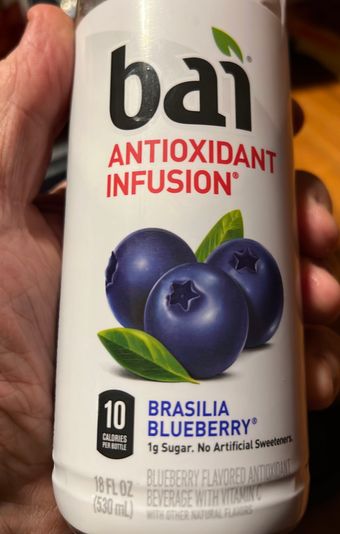 bai
ANTIOXIDANT
INFUSION®
10
CALORIES
PER BOTTLE
BRASILIA
BLUEBERRY®
1g Sugar. No Artificial Sweeteners.
18 FL OZ
(530 mL)
BLUEBERRY FLAVORED ANTIOXIDANT
BEVERAGE WITH VITAMIN C
WITH OTHER NATURAL FLAVORS